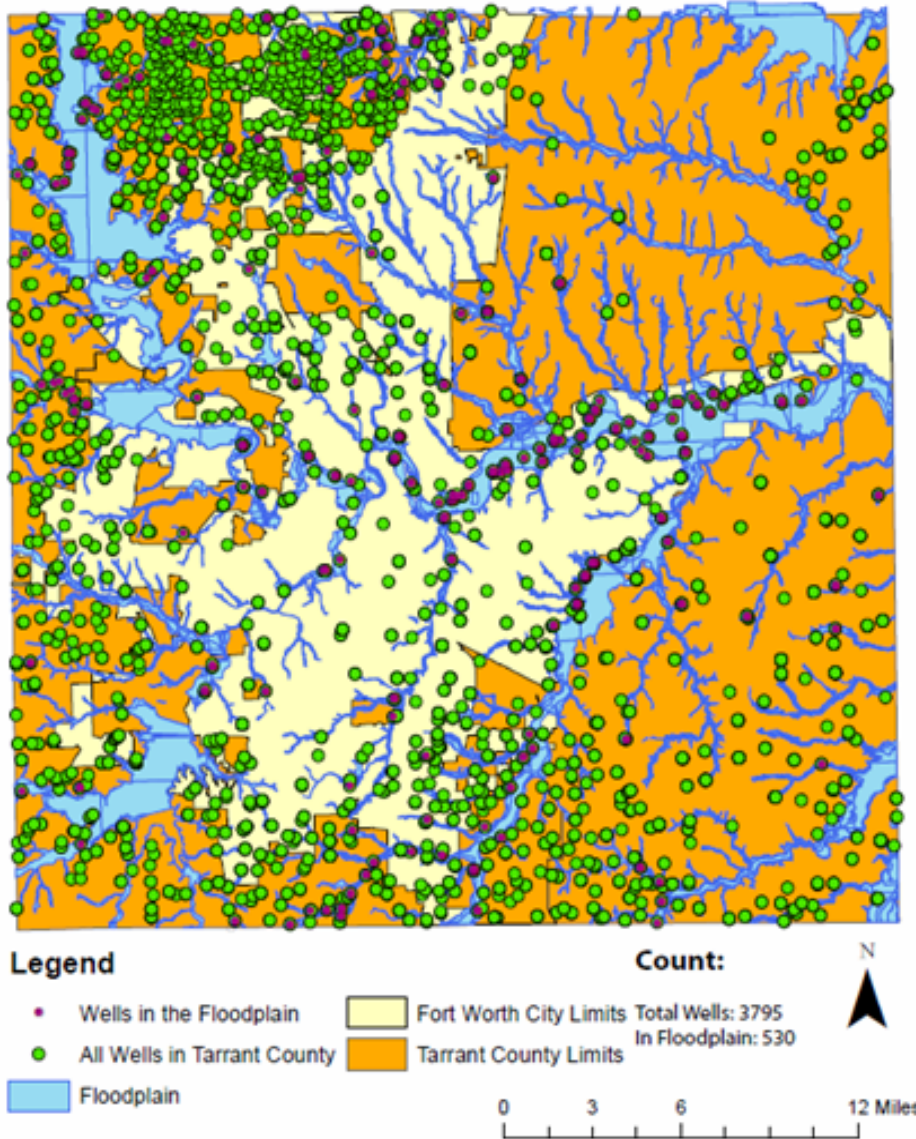 Legend
Wells in the Floodplain
All Wells in Tarrant County
Floodplain
Fort Worth City Limits
Tarrant County Limits
Count:
Total Wells: 3795
In Floodplain: 530
N
0 3 6 12 Miles